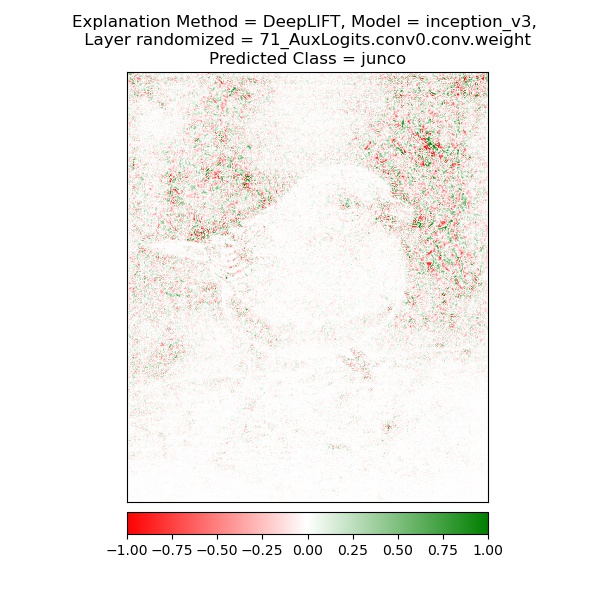 Explanation Method = DeepLIFT, Model = inception_v3,
Layer randomized = 71_AuxLogits.conv0.conv.weight
Predicted Class = junco
−1.00 −0.75 −0.50 −0.25 0.00 0.25 0.50 0.75 1.00